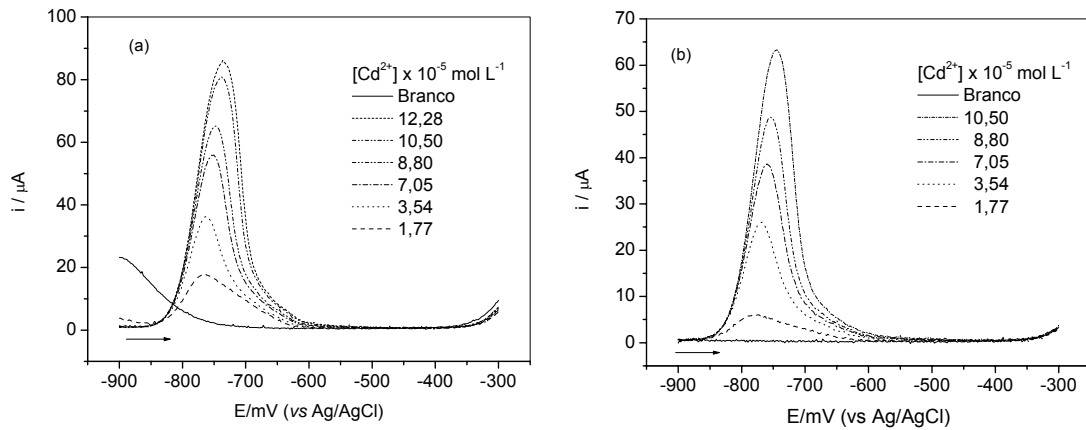 (a)
[Cd²⁺] x 10⁻⁵ mol L⁻¹
Branco
12,28
10,50
8,80
7,05
3,54
1,77
100
80
60
40
20
0
i / µA
-900 -800 -700 -600 -500 -400 -300
E/mV (vs Ag/AgCl)
(b)
[Cd²⁺] x 10⁻⁵ mol L⁻¹
Branco
10,50
8,80
7,05
3,54
1,77
70
60
50
40
30
20
10
0
i / µA
-900 -800 -700 -600 -500 -400 -300
E/mV (vs Ag/AgCl)